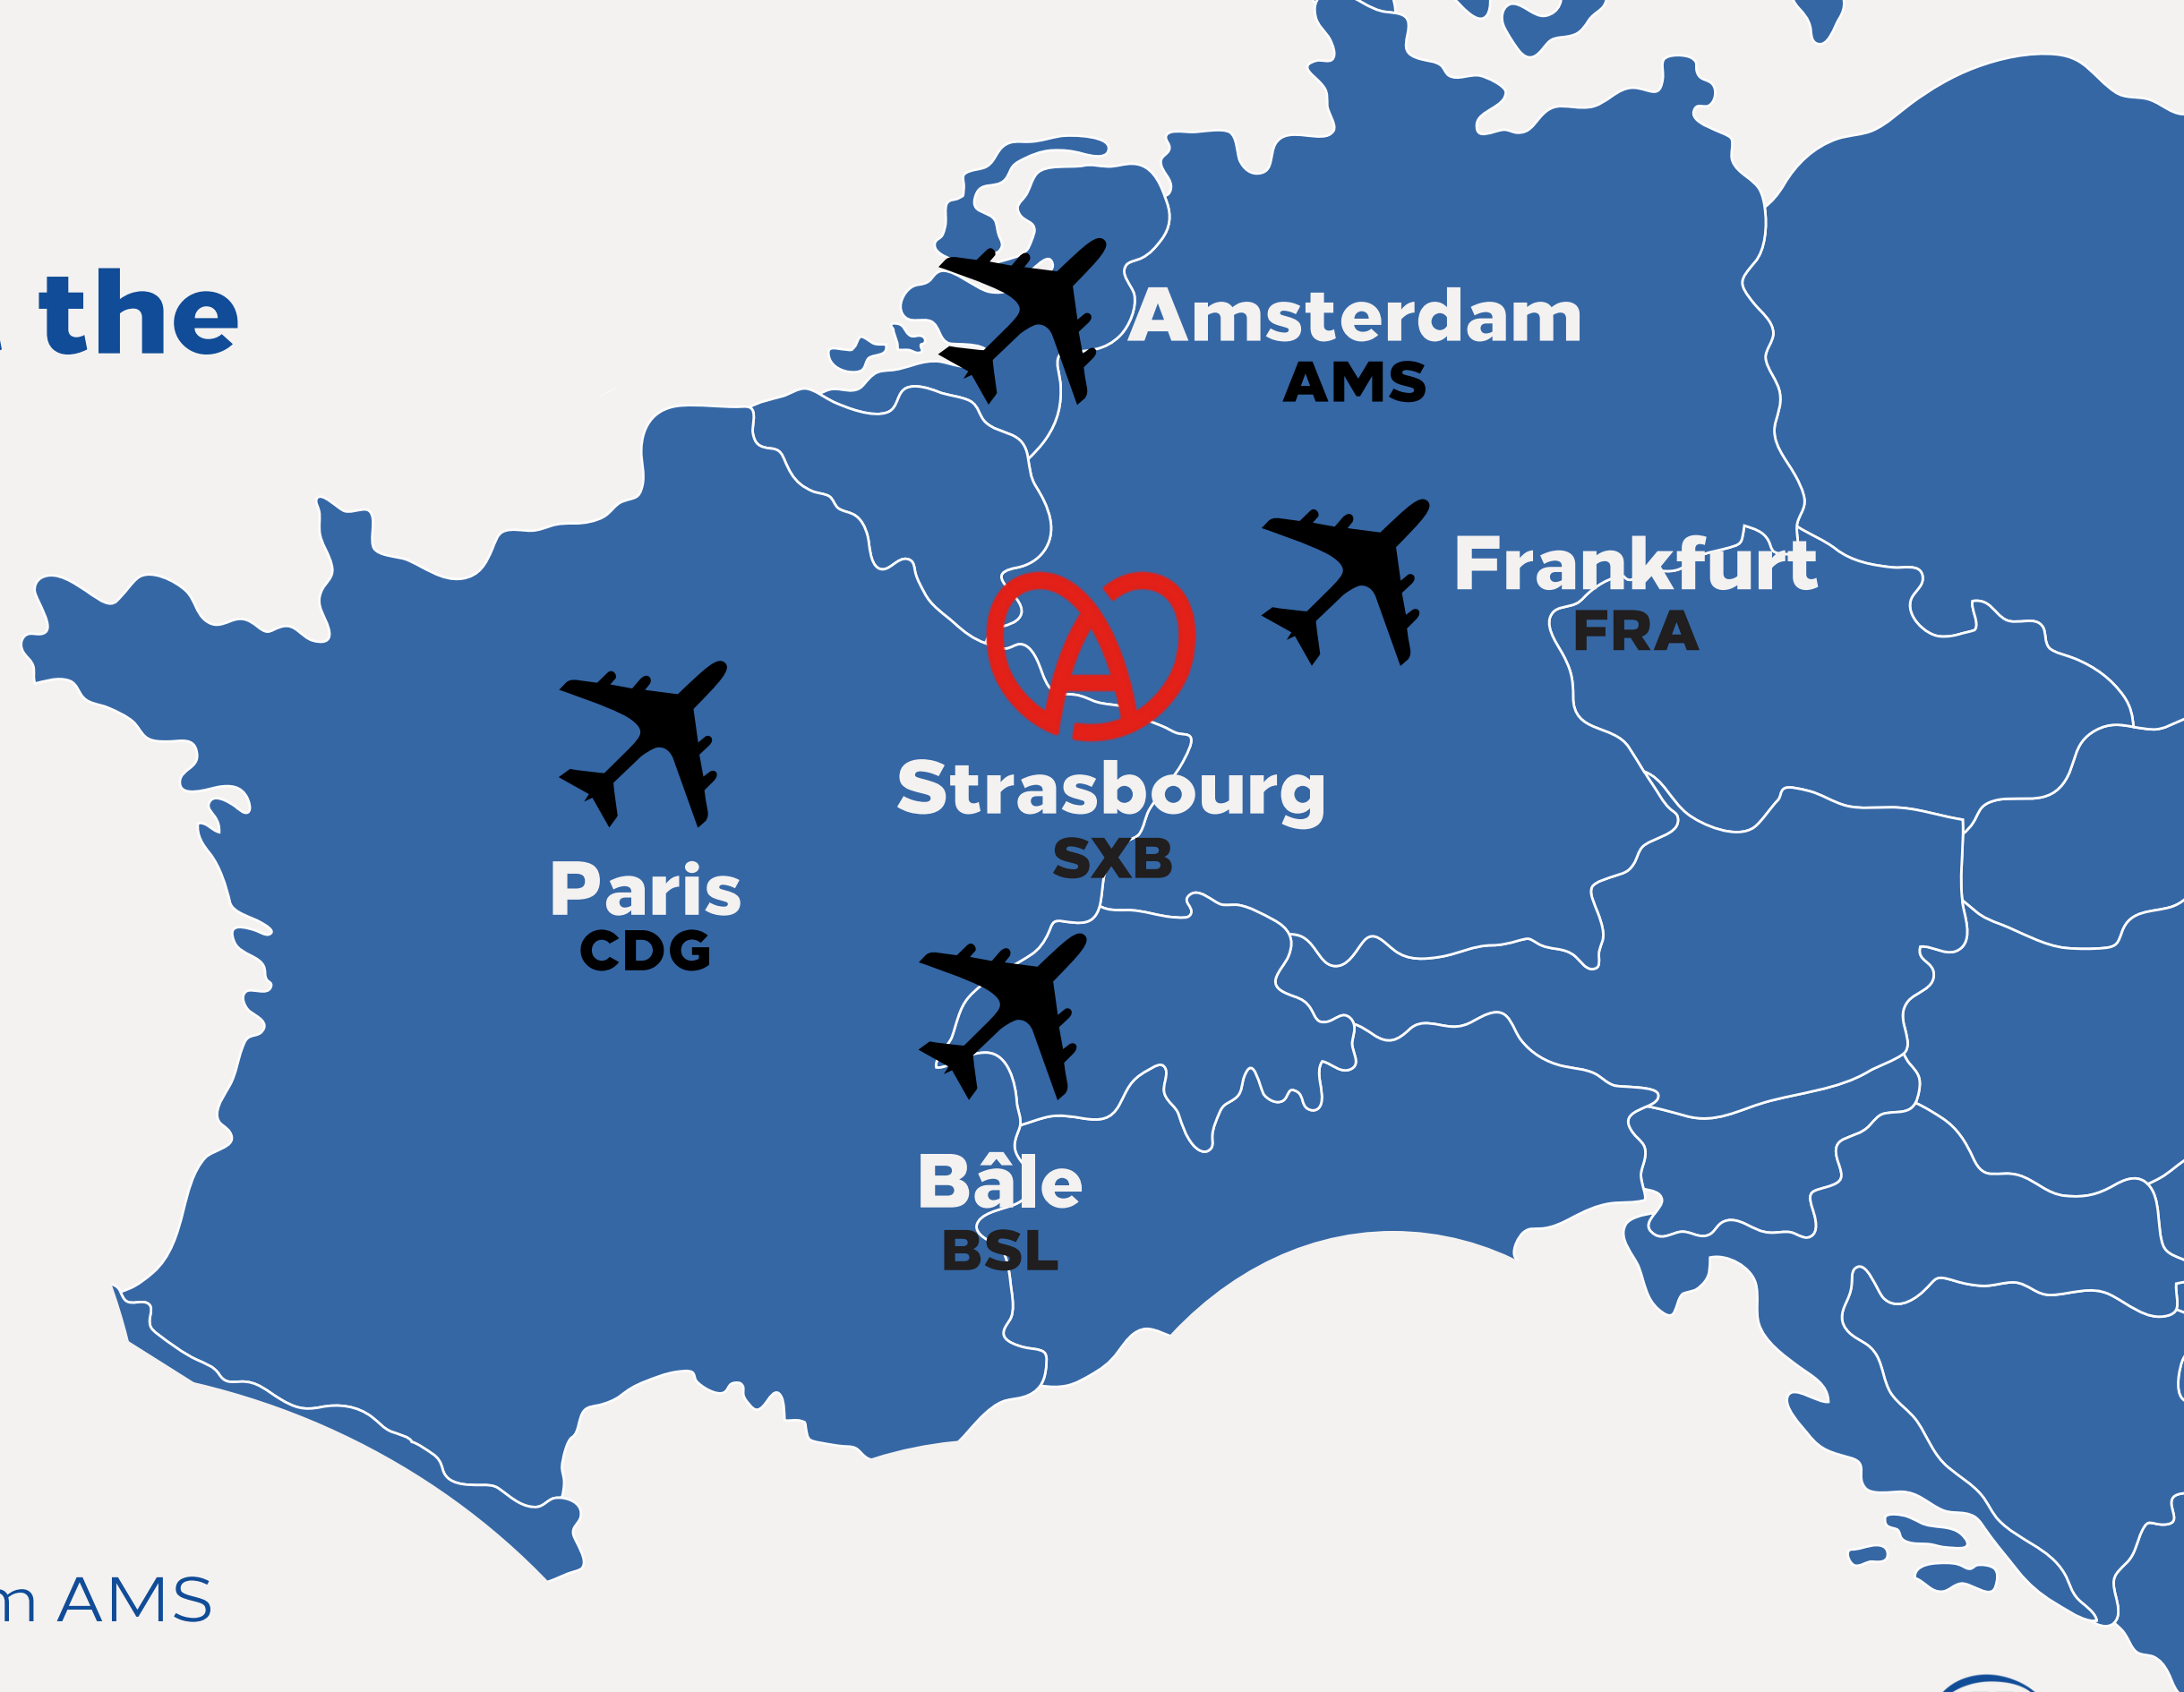 the
Amsterdam
AMS
Frankfurt
FRA
Strasbourg
SXB
Paris
CDG
Bâle
BSL
AMS